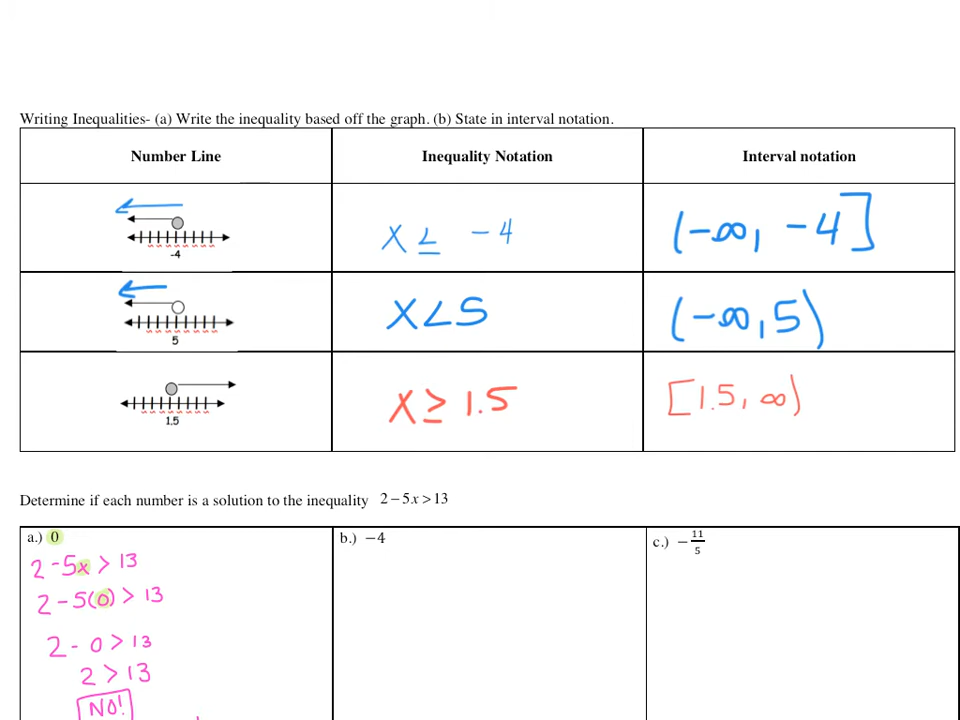 Writing Inequalities- (a) Write the inequality based off the graph. (b) State in interval notation.
Number Line Inequality Notation Interval notation
-4 x ≤ -4 (-∞, -4]
5 x<5 (-∞,5)
1.5 x ≥ 1.5 [1.5, ∞)
Determine if each number is a solution to the inequality 2-5x>13
a.) 0 b.) -4 c.) -11/5
2-5x > 13
2-5(0) > 13
2 - 0 > 13
2 > 13
NO!